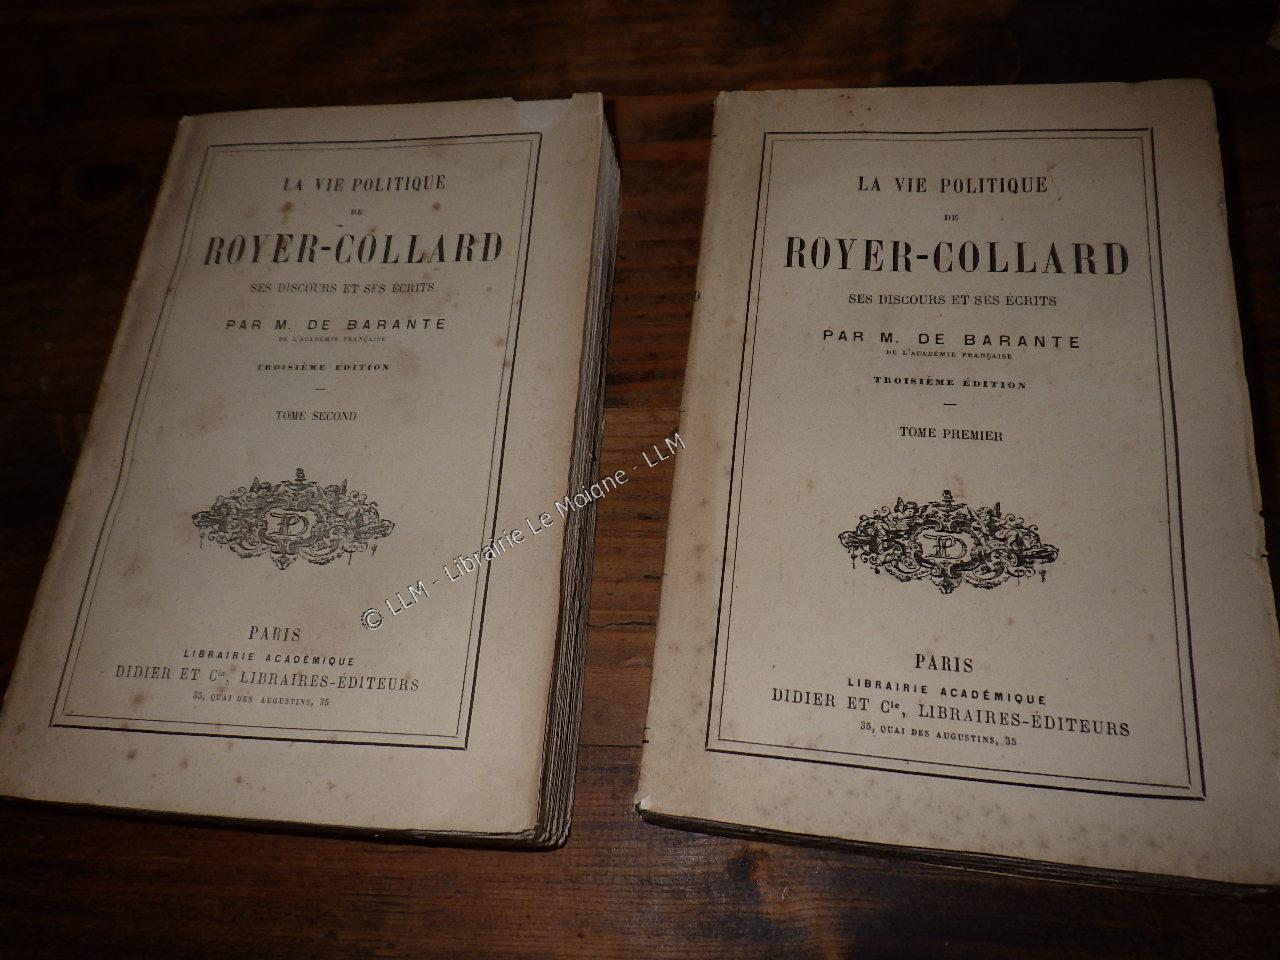 LA VIE POLITIQUE
DE
ROYER-COLLARD
SES DISCOURS ET SES ÉCRITS
PAR M. DE BARANTE
DE L'ACADÉMIE FRANÇAISE
TROISIÈME ÉDITION
TOME SECOND
PARIS
LIBRAIRIE ACADÉMIQUE
DIDIER ET Cie, LIBRAIRES-ÉDITEURS
35, QUAI DES AUGUSTINS, 35
LA VIE POLITIQUE
DE
ROYER-COLLARD
SES DISCOURS ET SES ÉCRITS
PAR M. DE BARANTE
DE L'ACADÉMIE FRANÇAISE
TROISIÈME ÉDITION
TOME PREMIER
PARIS
LIBRAIRIE ACADÉMIQUE
DIDIER ET Cie, LIBRAIRES-ÉDITEURS
35, QUAI DES AUGUSTINS, 35
© LLM - Librairie Le Moigne - LLM